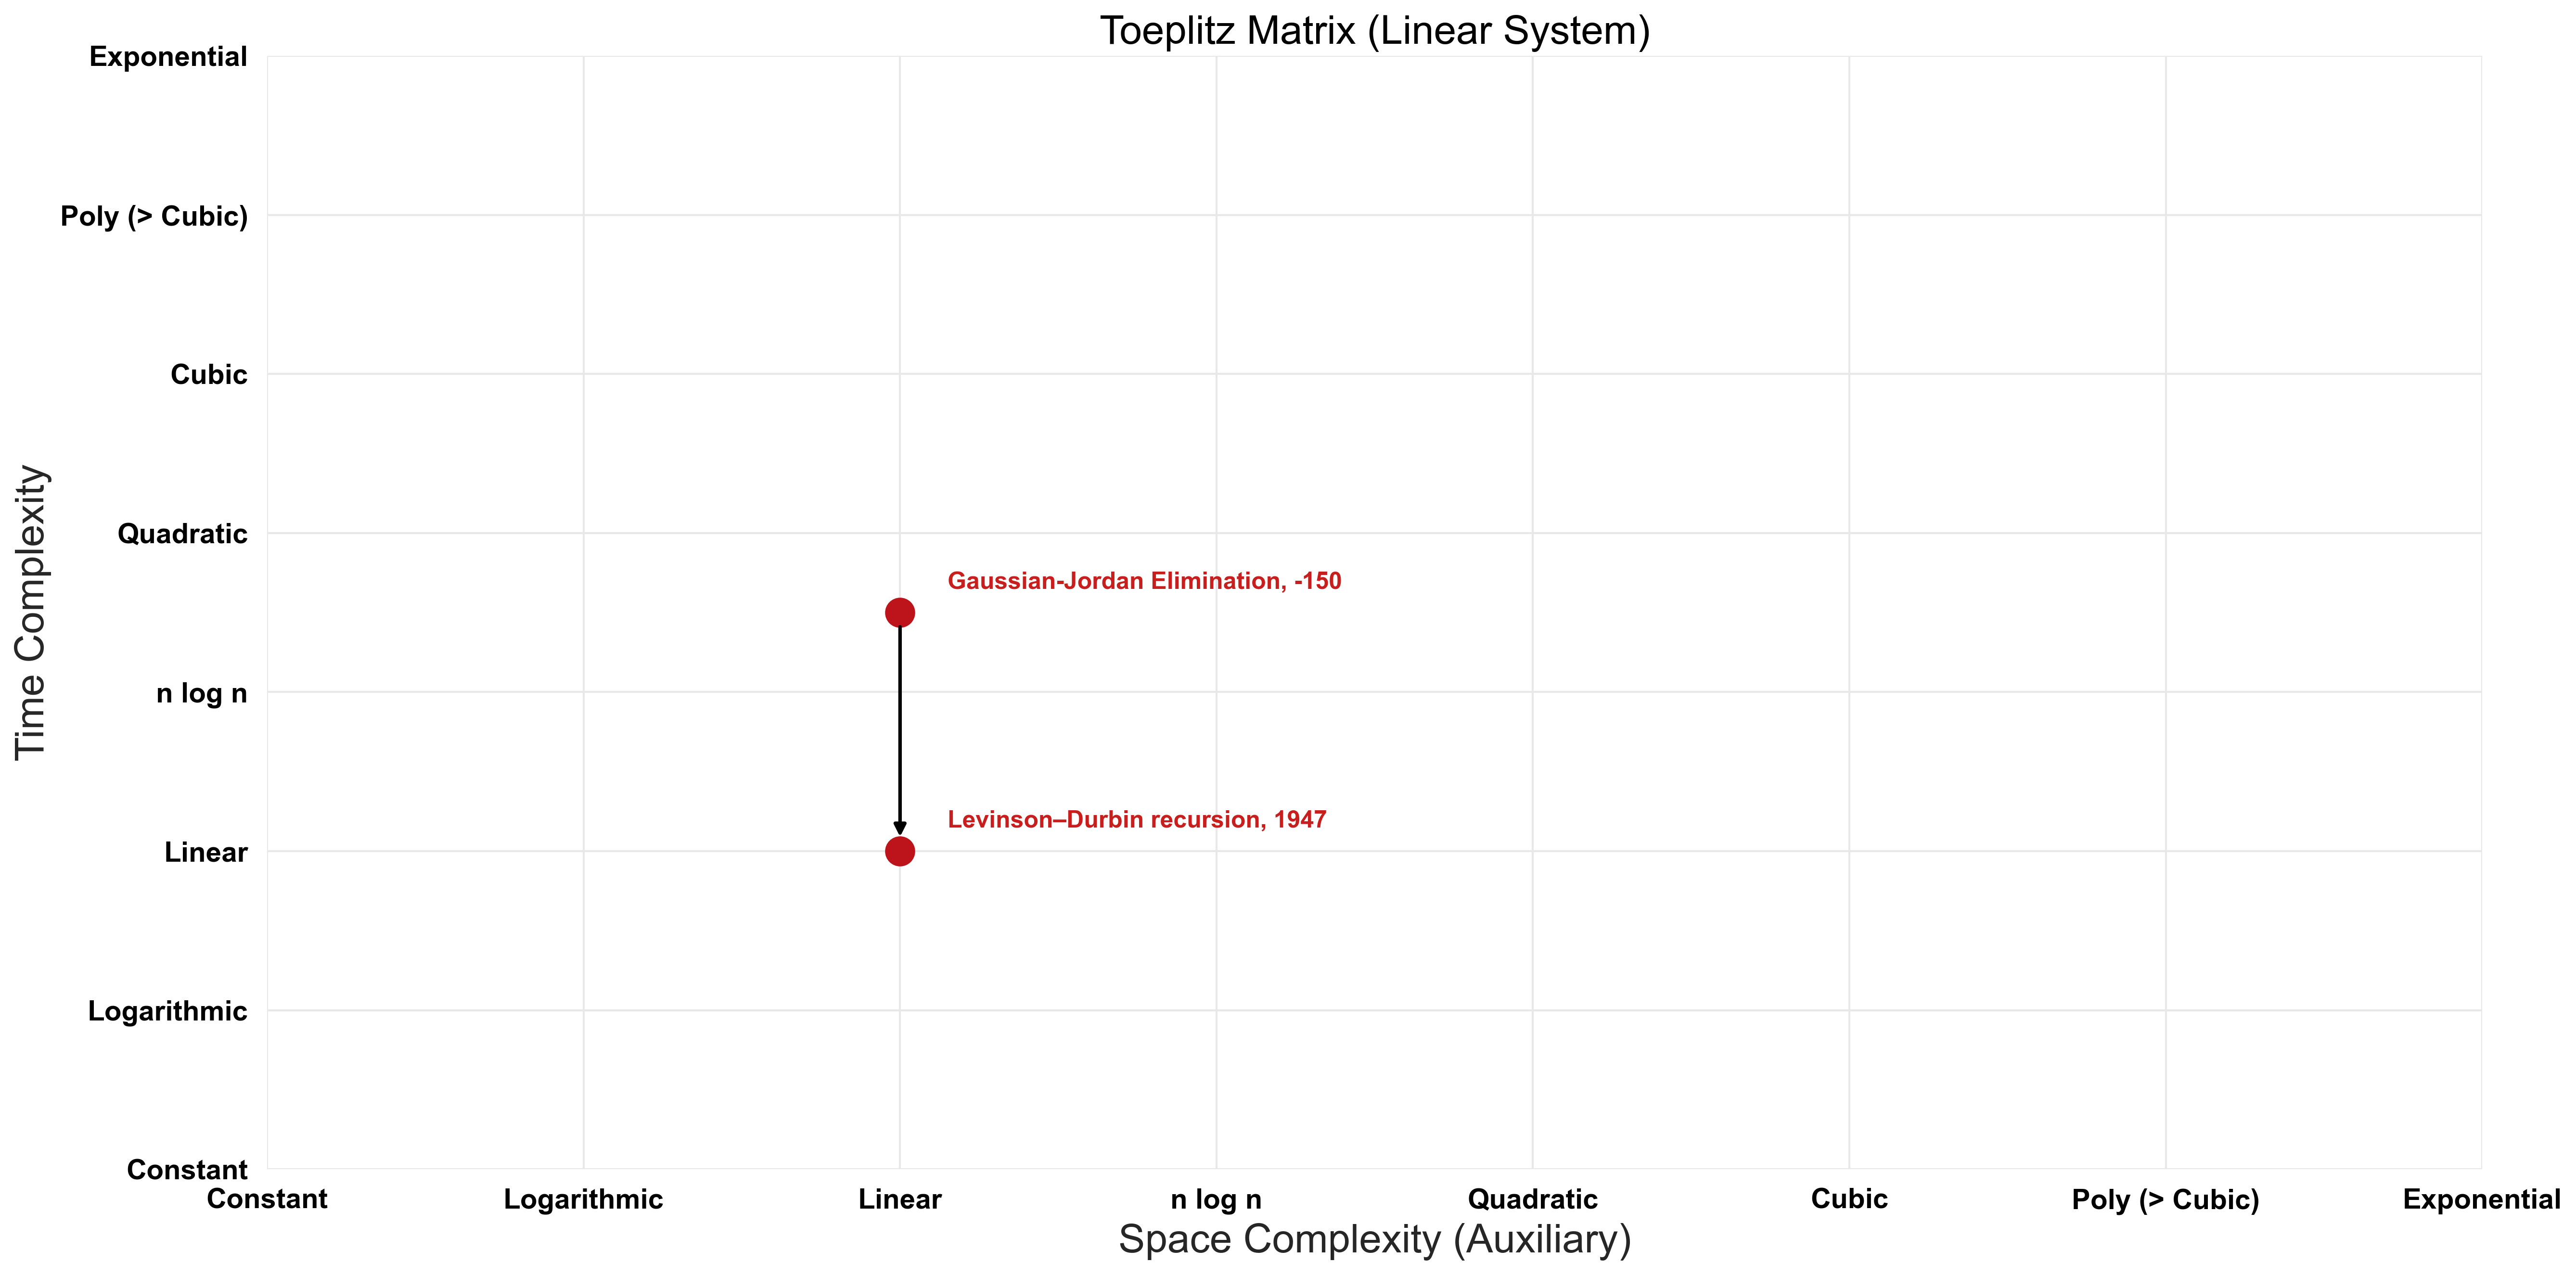 Toeplitz Matrix (Linear System)
Exponential
Poly (> Cubic)
Cubic
Quadratic
n log n
Linear
Logarithmic
Constant
Time Complexity
Gaussian-Jordan Elimination, -150
Levinson–Durbin recursion, 1947
Constant
Logarithmic
Linear
n log n
Quadratic
Cubic
Poly (> Cubic)
Exponential
Space Complexity (Auxiliary)